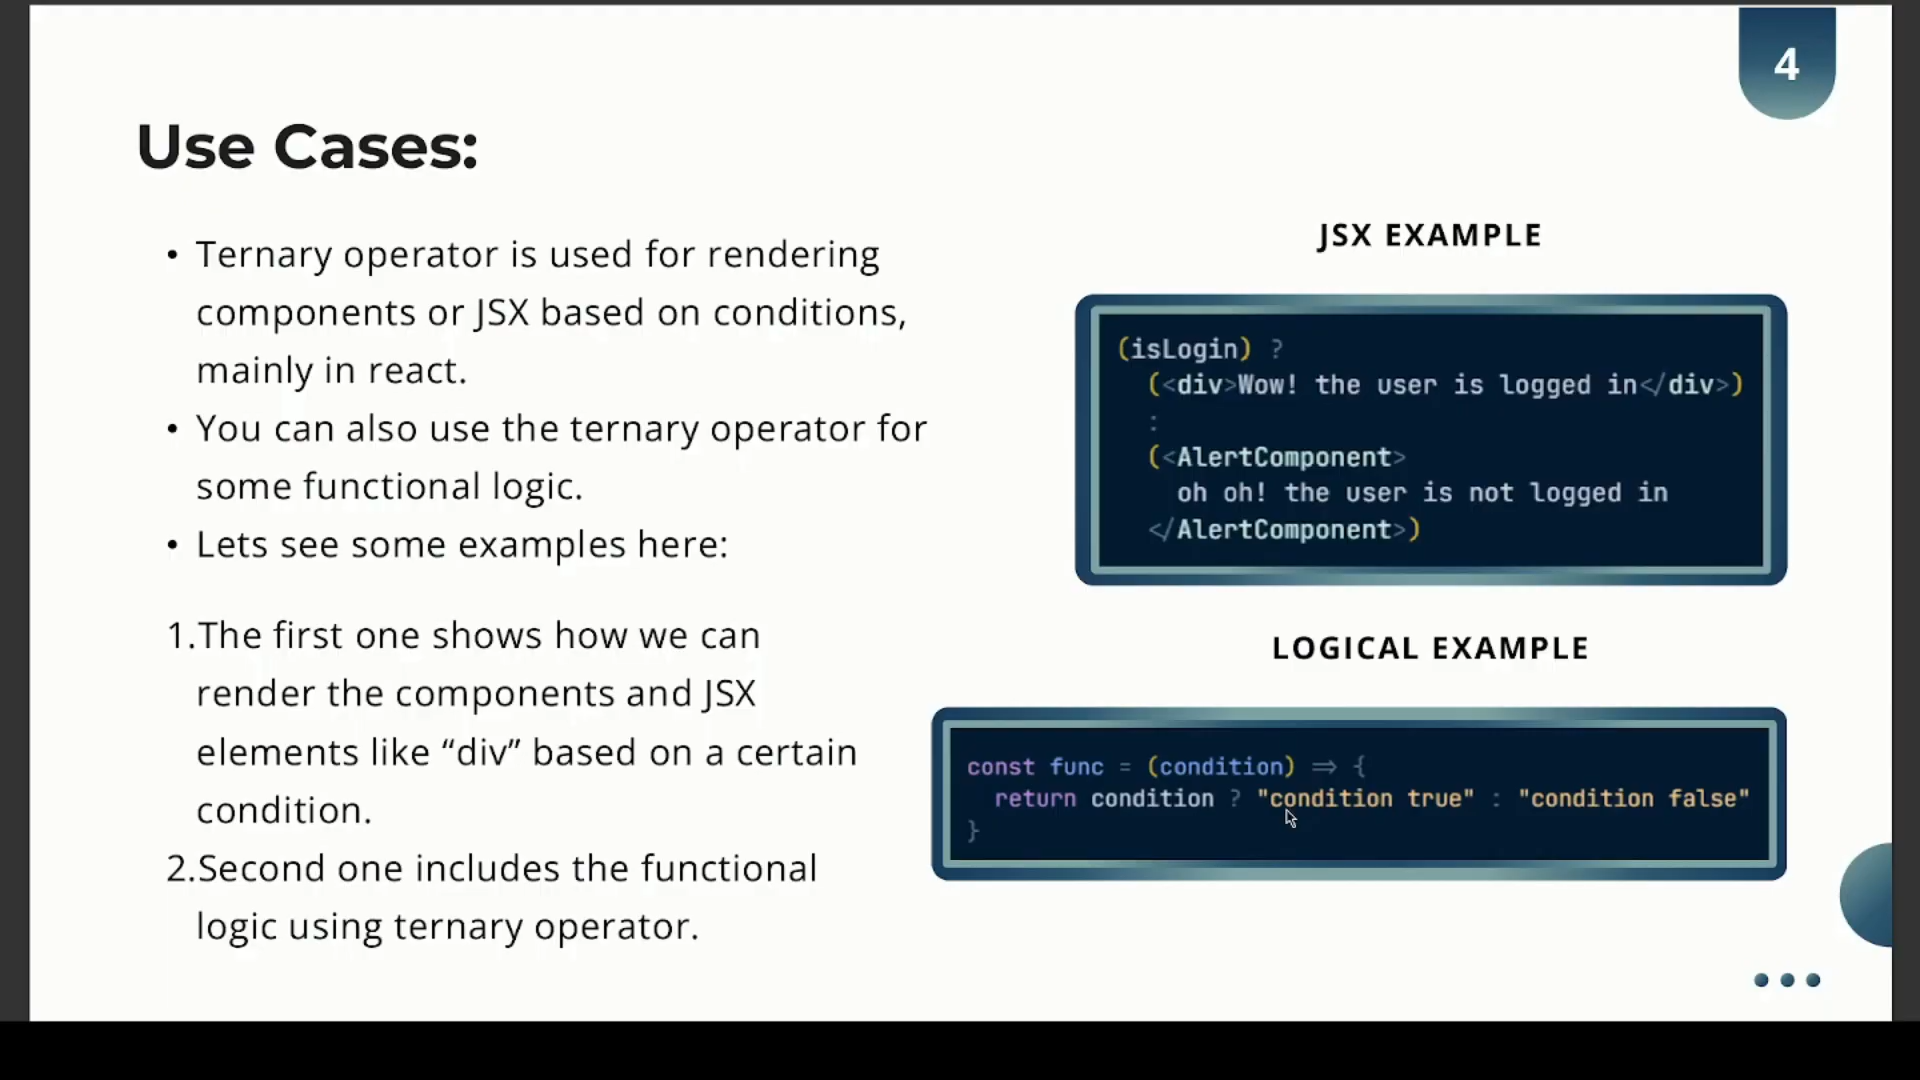 4
Use Cases:
• Ternary operator is used for rendering
components or JSX based on conditions,
mainly in react.
• You can also use the ternary operator for
some functional logic.
• Lets see some examples here:
1.The first one shows how we can
render the components and JSX
elements like “div” based on a certain
condition.
2.Second one includes the functional
logic using ternary operator.
JSX EXAMPLE
(isLogin) ?
(<div>Wow! the user is logged in</div>)
:
(<AlertComponent>
oh oh! the user is not logged in
</AlertComponent>)
LOGICAL EXAMPLE
const func = (condition) => {
return condition ? "condition true" : "condition false"
}